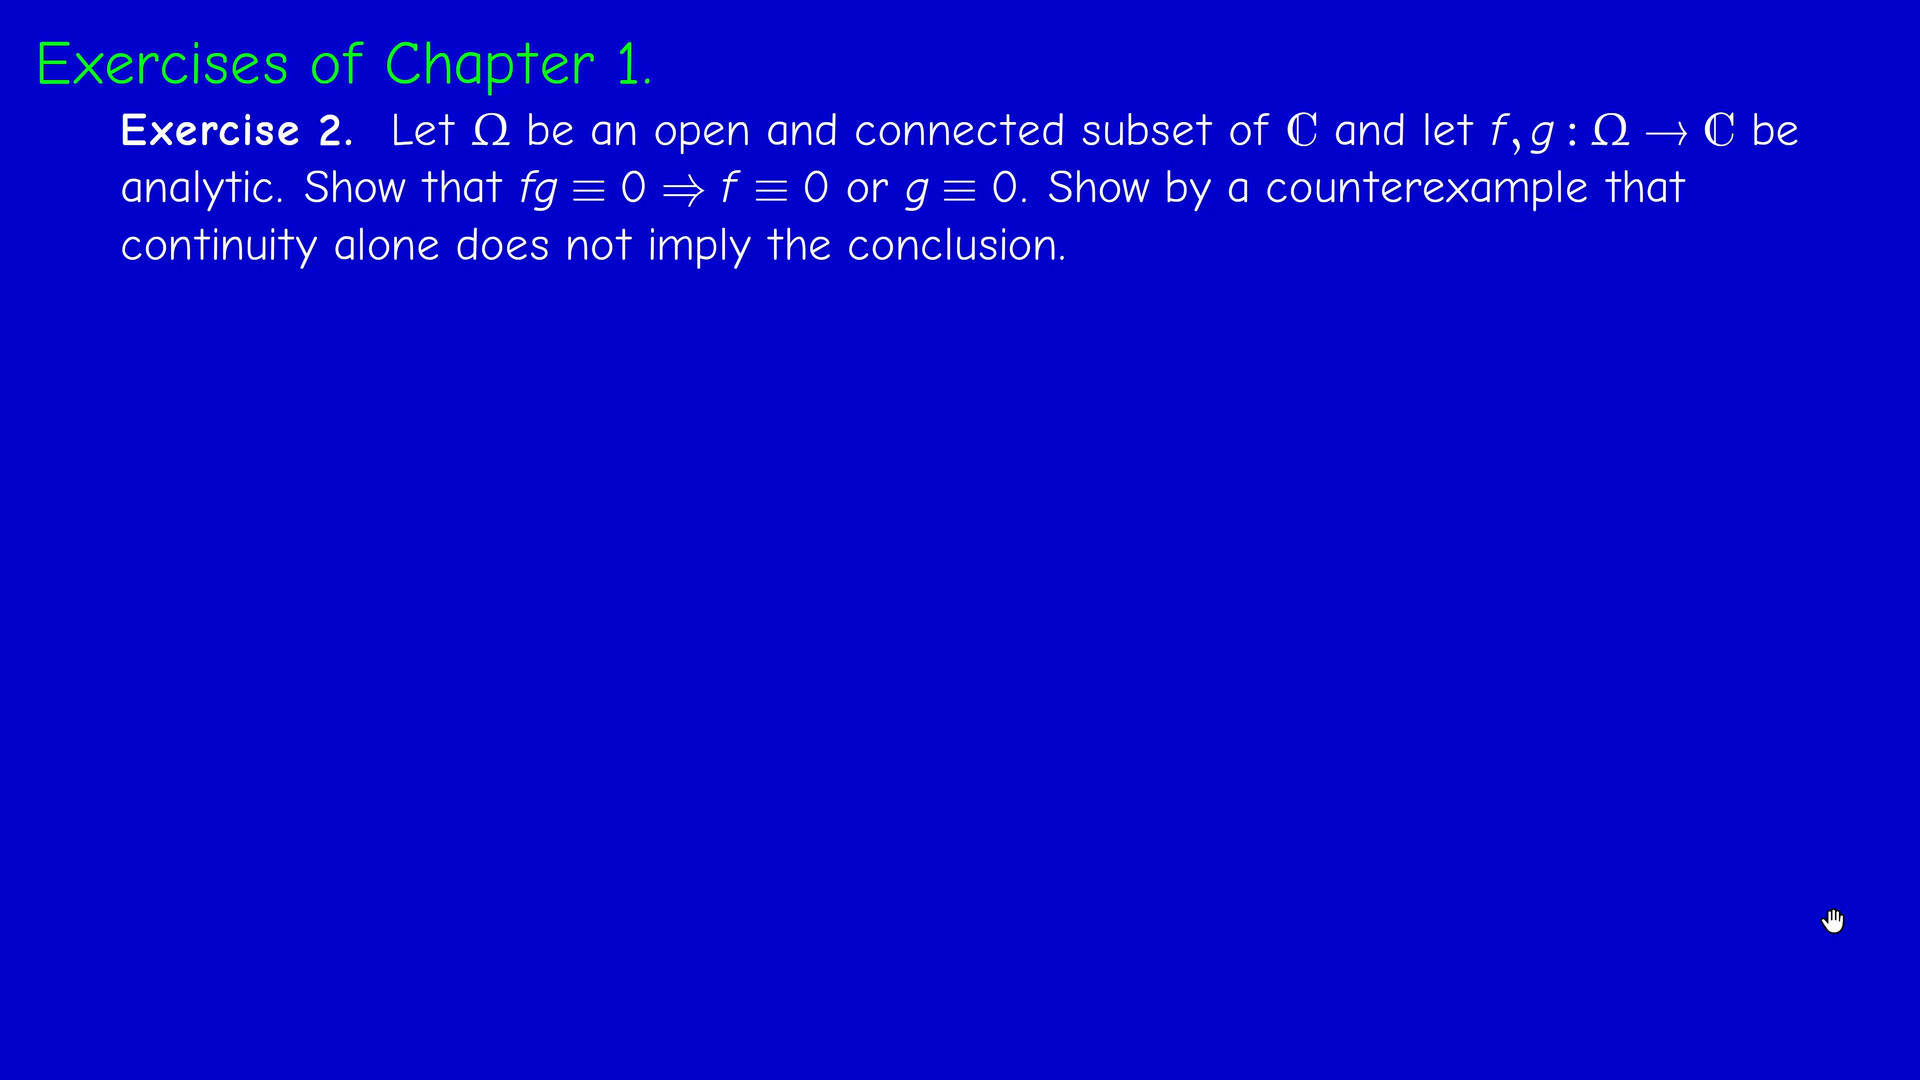 Exercises of Chapter 1.
Exercise 2. Let Ω be an open and connected subset of ℂ and let f, g : Ω → ℂ be
analytic. Show that fg ≡ 0 ⇒ f ≡ 0 or g ≡ 0. Show by a counterexample that
continuity alone does not imply the conclusion.